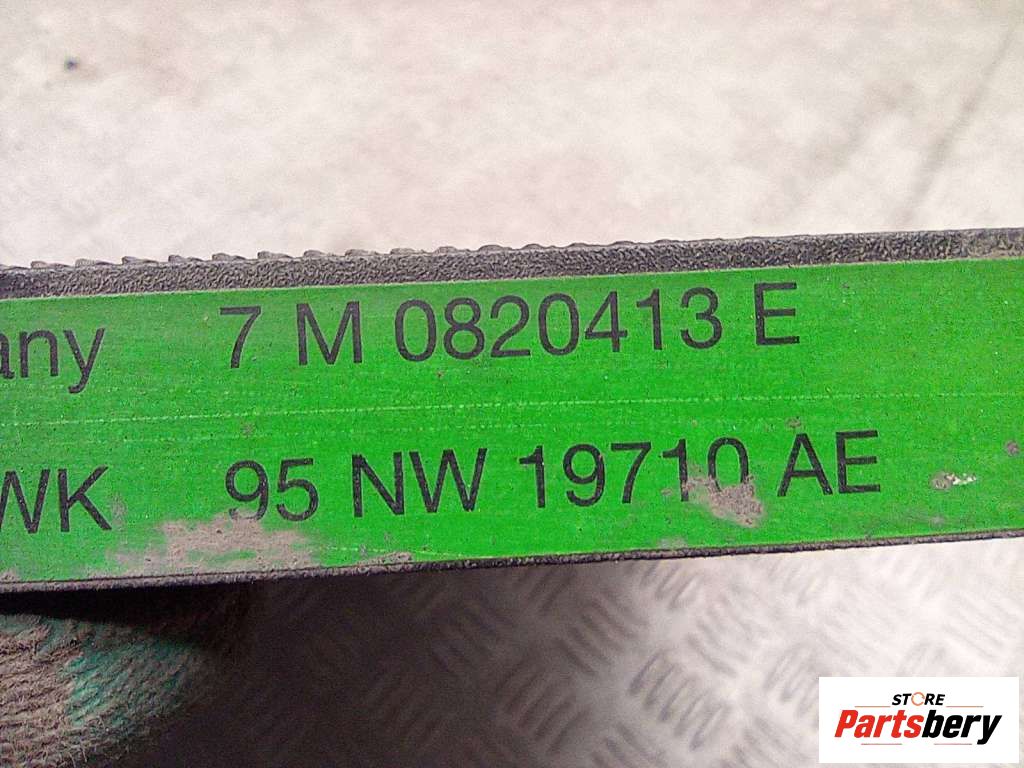 any 7 M 0820413 E
WK 95 NW 19710 AE
STORE
Partsbery